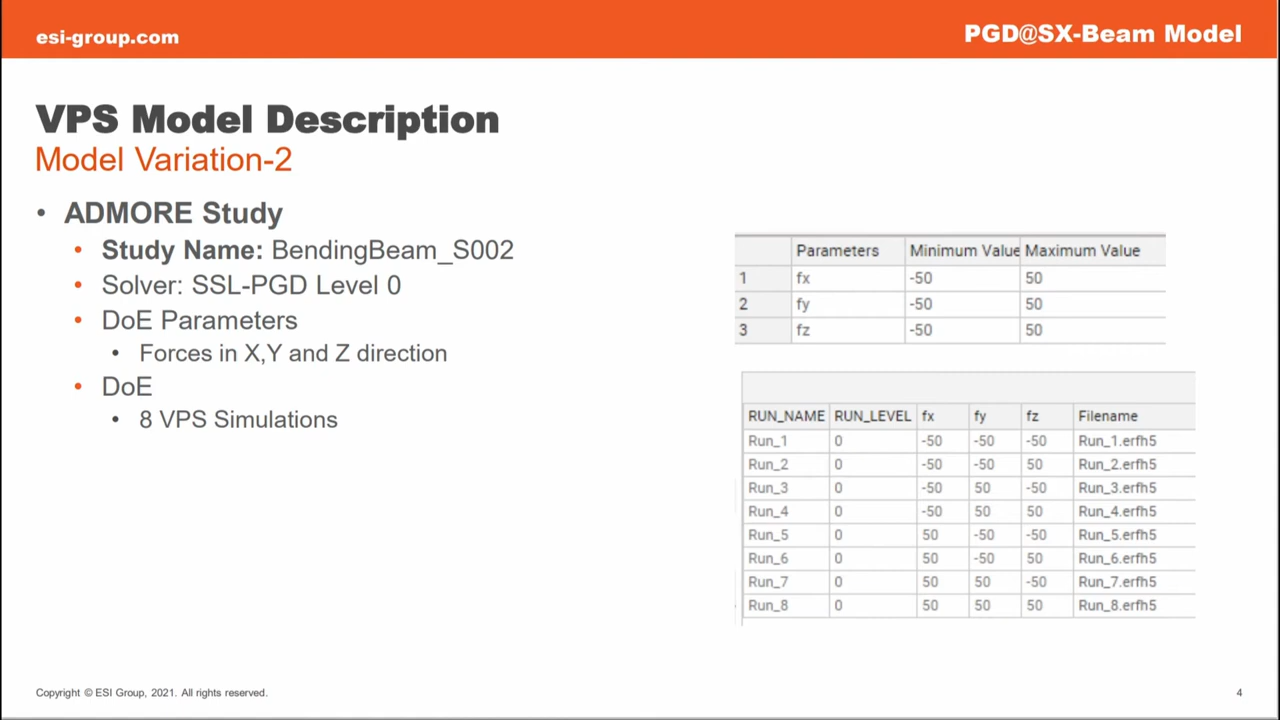 esi-group.com
PGD@SX-Beam Model
VPS Model Description
Model Variation-2
• ADMORE Study
• Study Name: BendingBeam_S002
• Solver: SSL-PGD Level 0
• DoE Parameters
• Forces in X,Y and Z direction
• DoE
• 8 VPS Simulations
Parameters Minimum Value Maximum Value
1 fx -50 50
2 fy -50 50
3 fz -50 50
RUN_NAME RUN_LEVEL fx fy fz Filename
Run_1 0 -50 -50 -50 Run_1.erfh5
Run_2 0 -50 -50 50 Run_2.erfh5
Run_3 0 -50 50 -50 Run_3.erfh5
Run_4 0 -50 50 50 Run_4.erfh5
Run_5 0 50 -50 -50 Run_5.erfh5
Run_6 0 50 -50 50 Run_6.erfh5
Run_7 0 50 50 -50 Run_7.erfh5
Run_8 0 50 50 50 Run_8.erfh5
Copyright © ESI Group, 2021. All rights reserved.
4